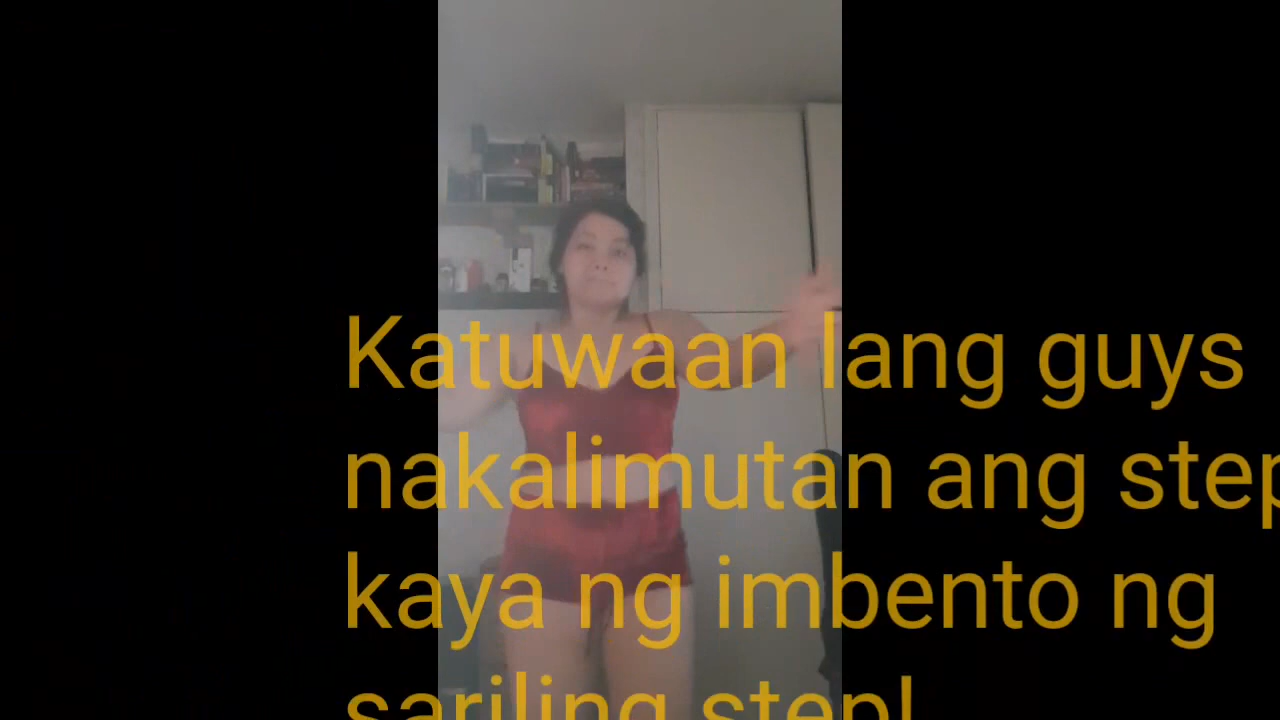 Katuwaan lang guys
nakalimutan ang step
kaya ng imbento ng
sariling step!